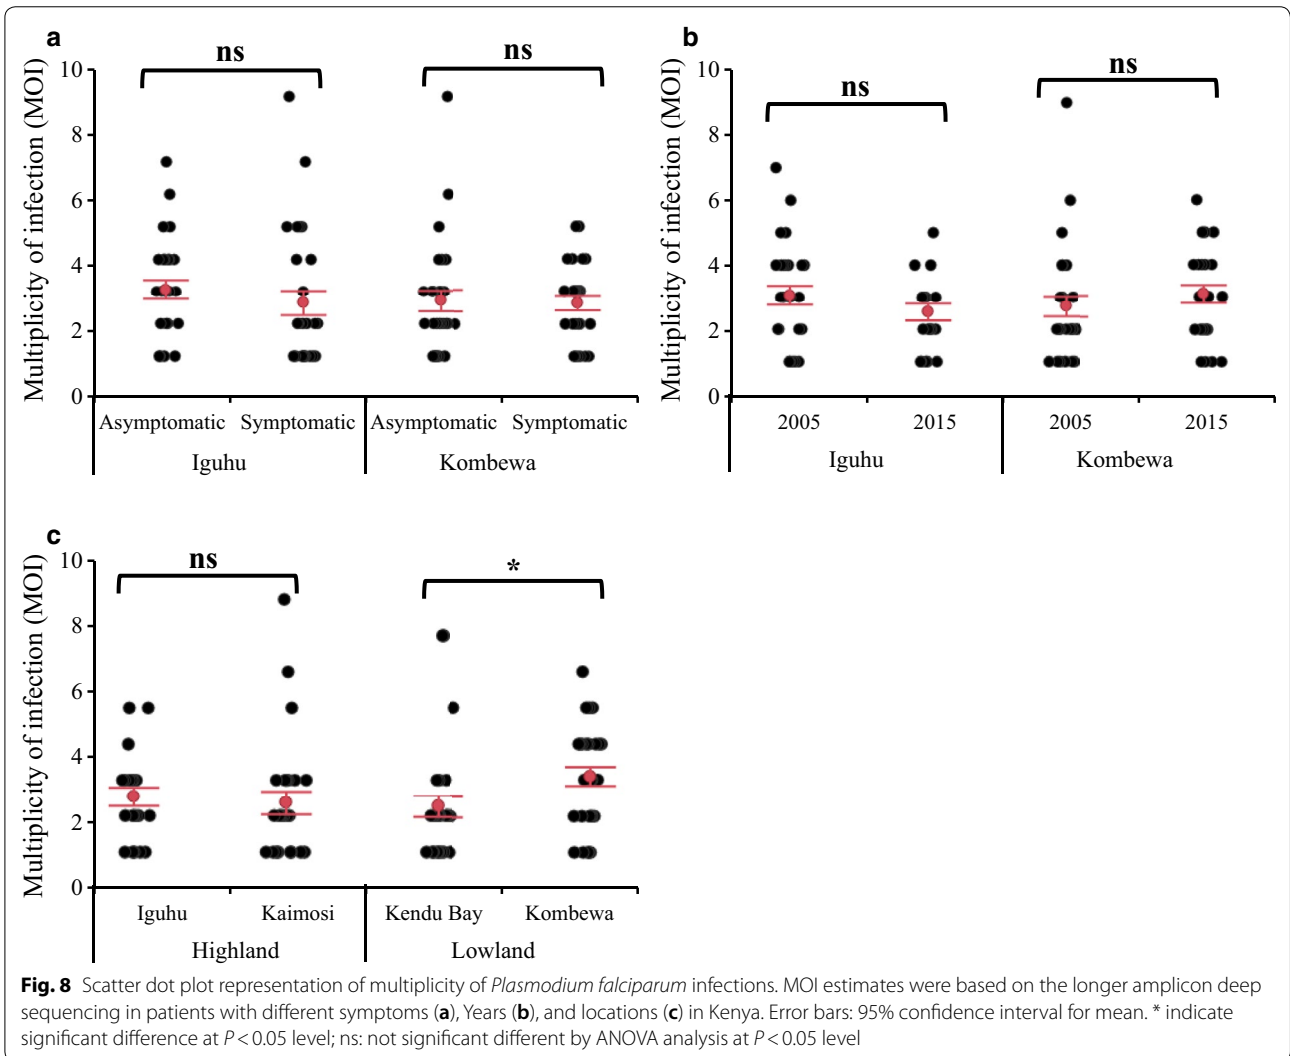 a
ns
ns
Multiplicity of infection (MOI)
10
8
6
4
2
0
Asymptomatic Symptomatic Asymptomatic Symptomatic
Iguhu Kombewa
b
ns
ns
Multiplicity of infection (MOI)
10
8
6
4
2
0
2005 2015 2005 2015
Iguhu Kombewa
c
ns
*
Multiplicity of infection (MOI)
10
8
6
4
2
0
Iguhu Kaimosi Kendu Bay Kombewa
Highland Lowland
Fig. 8 Scatter dot plot representation of multiplicity of Plasmodium falciparum infections. MOI estimates were based on the longer amplicon deep
sequencing in patients with different symptoms (a), Years (b), and locations (c) in Kenya. Error bars: 95% confidence interval for mean. * indicate
significant difference at P < 0.05 level; ns: not significant different by ANOVA analysis at P < 0.05 level